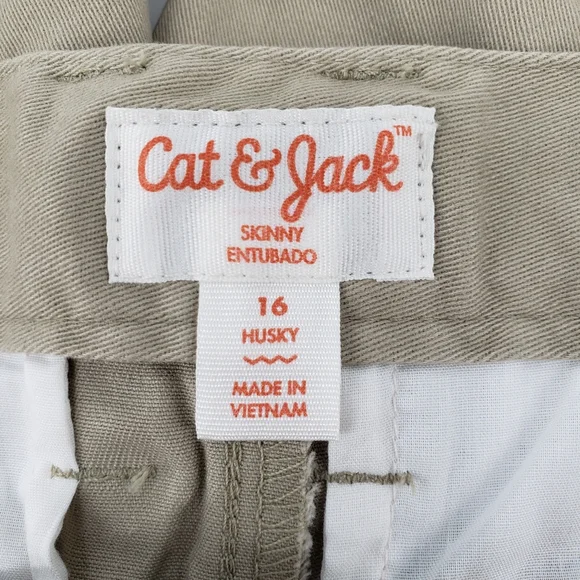 Cat & Jack™
SKINNY
ENTUBADO
16
HUSKY
MADE IN
VIETNAM